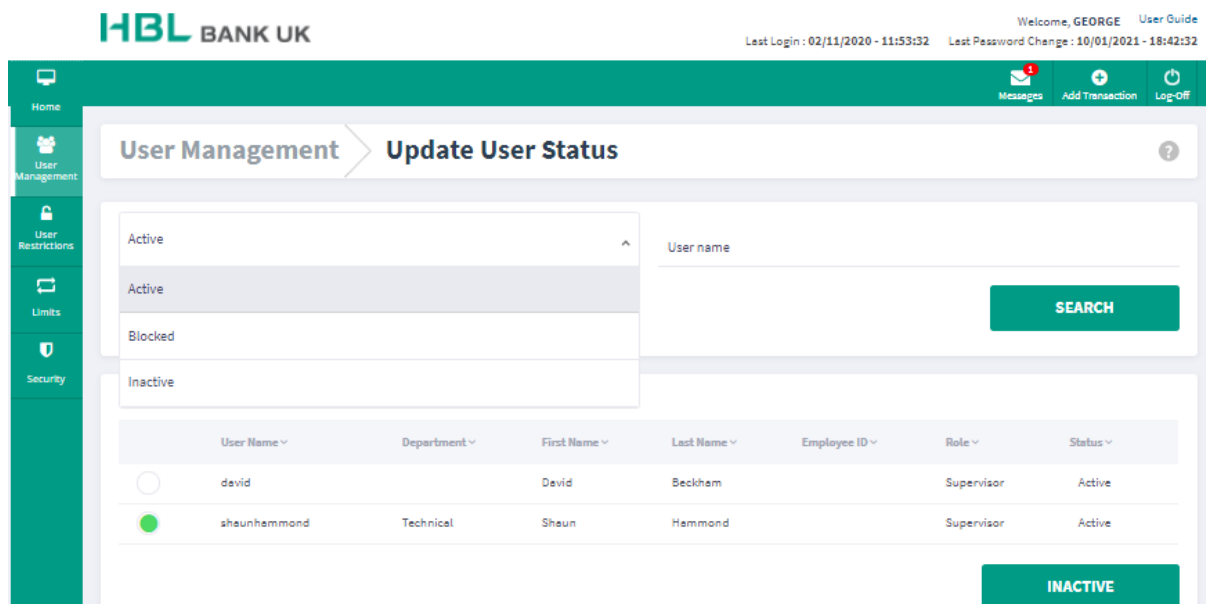 HBL BANK UK
Welcome, GEORGE User Guide
Last Login : 02/11/2020 - 11:53:32 Last Password Change : 10/01/2021 - 18:42:32
Home
1
Messages Add Transaction Log-Off
User Management
User Management Update User Status ?
User Restrictions
Limits
Security
Active
User name
Active
Blocked
Inactive
SEARCH
User Name Department First Name Last Name Employee ID Role Status
david David Beckham Supervisor Active
shaunhammond Technical Shaun Hammond Supervisor Active
INACTIVE